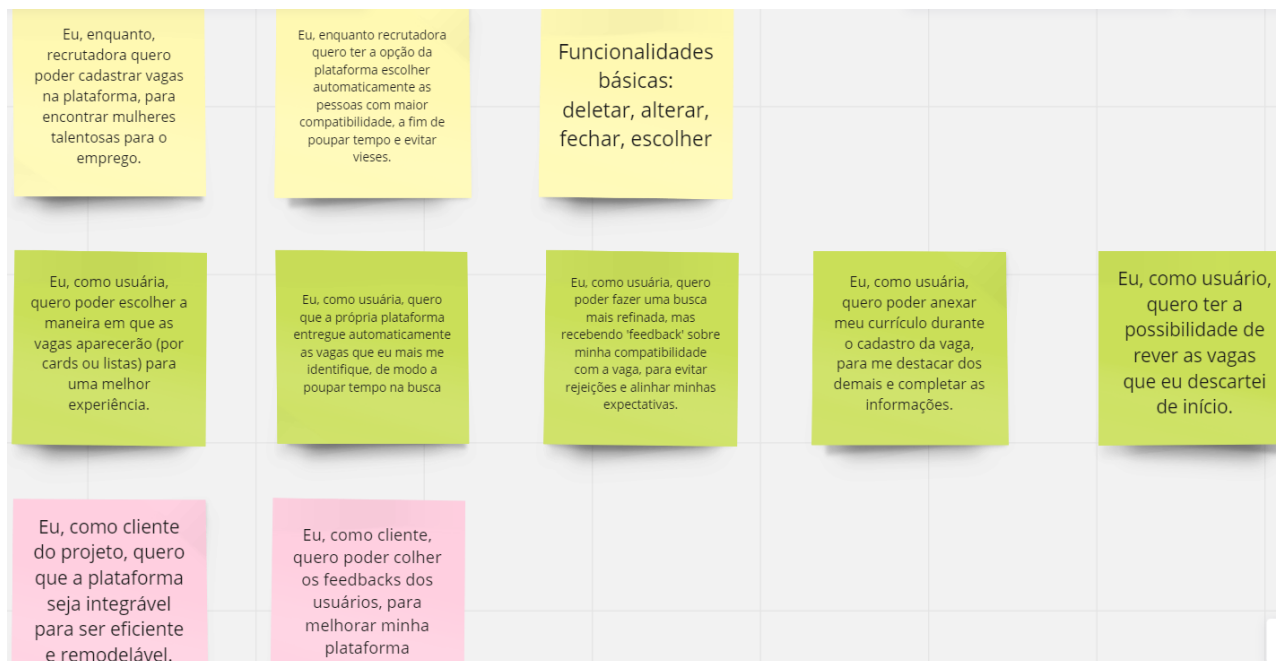 Eu, enquanto,
recrutadora quero
poder cadastrar vagas
na plataforma, para
encontrar mulheres
talentosas para o
emprego.
Eu, enquanto recrutadora
quero ter a opção da
plataforma escolher
automaticamente as
pessoas com maior
compatibilidade, a fim de
poupar tempo e evitar
vieses.
Funcionalidades
básicas:
deletar, alterar,
fechar, escolher
Eu, como usuária,
quero poder escolher a
maneira em que as
vagas aparecerão (por
cards ou listas) para
uma melhor
experiência.
Eu, como usuária, quero
que a própria plataforma
entregue automaticamente
as vagas que eu mais me
identifique, de modo a
poupar tempo na busca
Eu, como usuária, quero
poder fazer uma busca
mais refinada, mas
recebendo 'feedback' sobre
minha compatibilidade
com a vaga, para evitar
rejeições e alinhar minhas
expectativas.
Eu, como usuária,
quero poder anexar
meu currículo durante
o cadastro da vaga,
para me destacar dos
demais e completar as
informações.
Eu, como usuário,
quero ter a
possibilidade de
rever as vagas
que eu descartei
de início.
Eu, como cliente
do projeto, quero
que a plataforma
seja integrável
para ser eficiente
e remodelável.
Eu, como cliente,
quero poder colher
os feedbacks dos
usuários, para
melhorar minha
plataforma